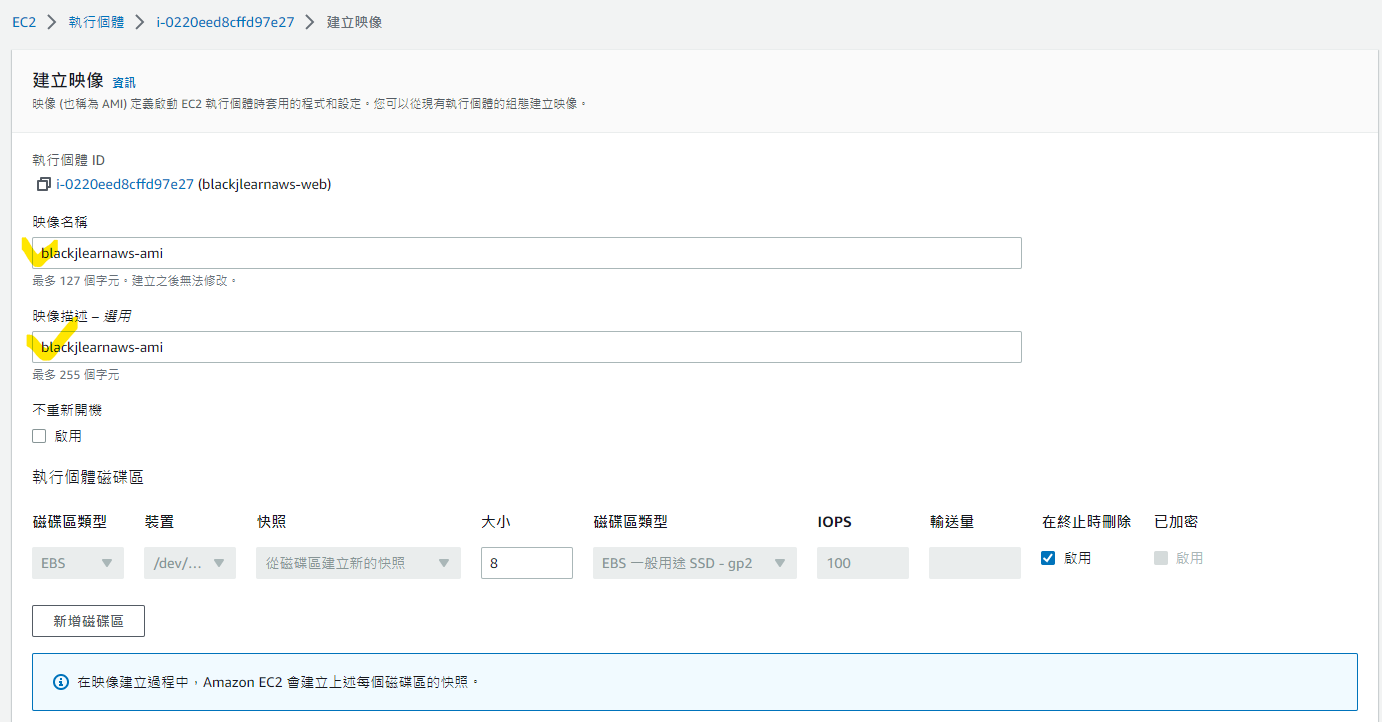 EC2 > 執行個體 > i-0220eed8cffd97e27 > 建立映像
建立映像 資訊
映像 (也稱為 AMI) 定義啟動 EC2 執行個體時套用的程式和設定。您可以從現有執行個體的組態建立映像。
執行個體 ID
i-0220eed8cffd97e27 (blackjlearnaws-web)
映像名稱
blackjlearnaws-ami
最多 127 個字元。建立之後無法修改。
映像描述 – 選用
blackjlearnaws-ami
最多 255 個字元
不重新開機
啟用
執行個體磁碟區
磁碟區類型 裝置 快照 大小 磁碟區類型 IOPS 輸送量 在終止時刪除 已加密
EBS /dev/... 從磁碟區建立新的快照 8 EBS 一般用途 SSD - gp2 100 啟用 啟用
新增磁碟區
在映像建立過程中，Amazon EC2 會建立上述每個磁碟區的快照。